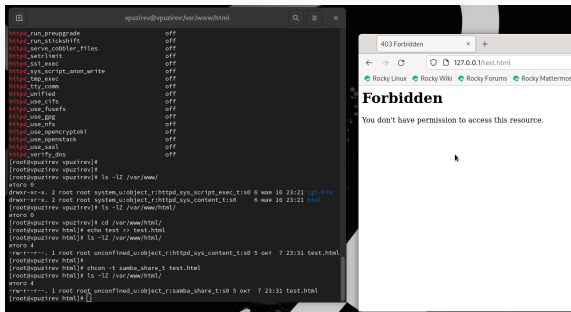 vpuzirev@vpuzirev:/var/www/html
httpd_run_preupgrade off
httpd_run_stickshift off
httpd_serve_cobbler_files off
httpd_setrlimit off
httpd_ssi_exec off
httpd_sys_script_anon_write off
httpd_tmp_exec off
httpd_tty_comm off
httpd_unified off
httpd_use_cifs off
httpd_use_fusefs off
httpd_use_gpg off
httpd_use_nfs off
httpd_use_opencryptoki off
httpd_use_openstack off
httpd_use_sasl off
httpd_verify_dns off
[root@vpuzirev vpuzirev]#
[root@vpuzirev vpuzirev]#
[root@vpuzirev vpuzirev]# ls -lZ /var/www/
итого 0
drwxr-xr-x. 2 root root system_u:object_r:httpd_sys_script_exec_t:s0 6 мая 16 23:21 cgi-bin
drwxr-xr-x. 2 root root system_u:object_r:httpd_sys_content_t:s0 6 мая 16 23:21 html
[root@vpuzirev vpuzirev]# ls -lZ /var/www/html/
итого 0
[root@vpuzirev vpuzirev]# cd /var/www/html/
[root@vpuzirev html]# echo test >> test.html
[root@vpuzirev html]# ls -lZ /var/www/html/
итого 4
-rw-r--r--. 1 root root unconfined_u:object_r:httpd_sys_content_t:s0 5 окт 7 23:31 test.html
[root@vpuzirev html]#
[root@vpuzirev html]# chcon -t samba_share_t test.html
[root@vpuzirev html]# ls -lZ /var/www/html/
итого 4
-rw-r--r--. 1 root root unconfined_u:object_r:samba_share_t:s0 5 окт 7 23:31 test.html
[root@vpuzirev html]#
403 Forbidden
127.0.0.1/test.html
Rocky Linux Rocky Wiki Rocky Forums Rocky Mattermos
Forbidden
You don't have permission to access this resource.